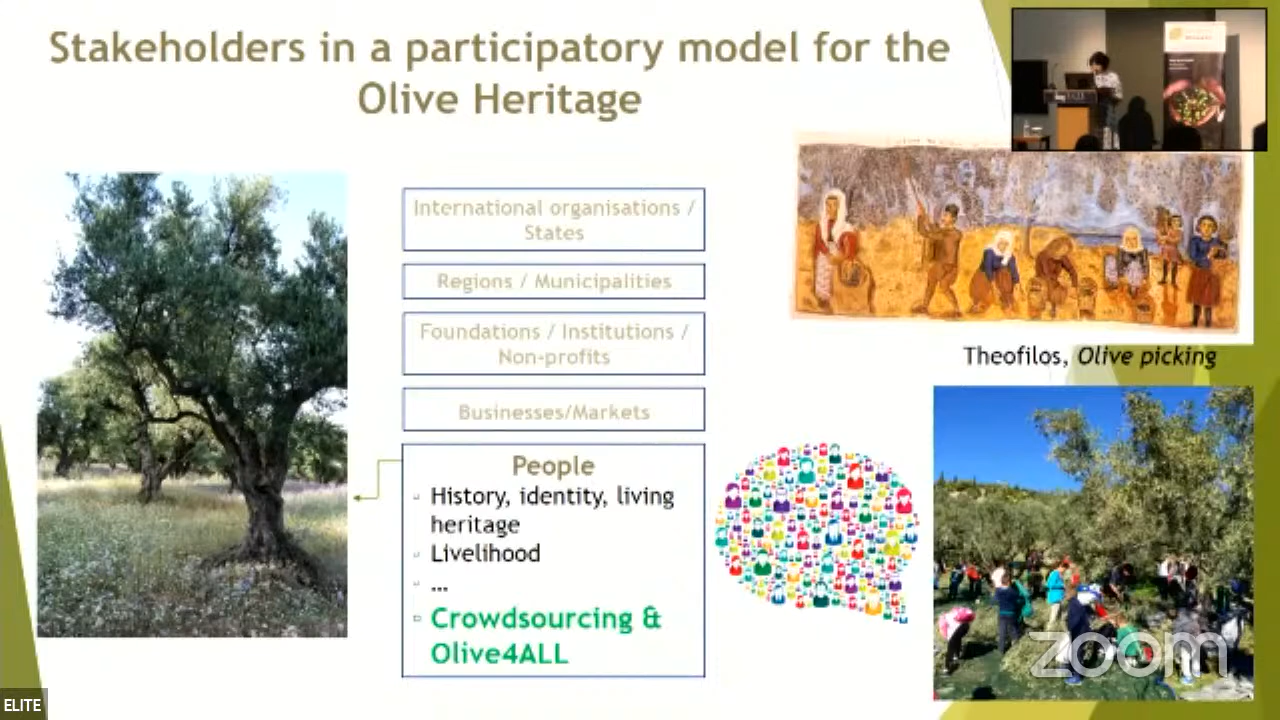 Stakeholders in a participatory model for the
Olive Heritage
International organisations /
States
Regions / Municipalities
Foundations / Institutions /
Non-profits
Businesses/Markets
People
History, identity, living
heritage
Livelihood
...
Crowdsourcing &
Olive4ALL
Theofilos, Olive picking
zoom
ELITE